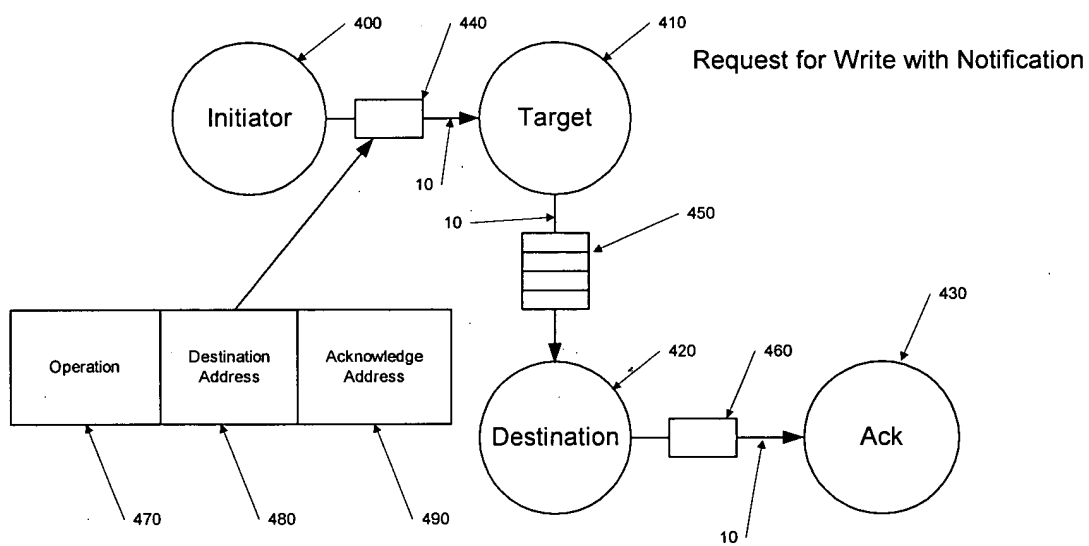 400
440
410
Request for Write with Notification
Initiator
Target
10
10
450
430
Operation
Destination
Address
Acknowledge
Address
420
460
Destination
Ack
470
480
490
10